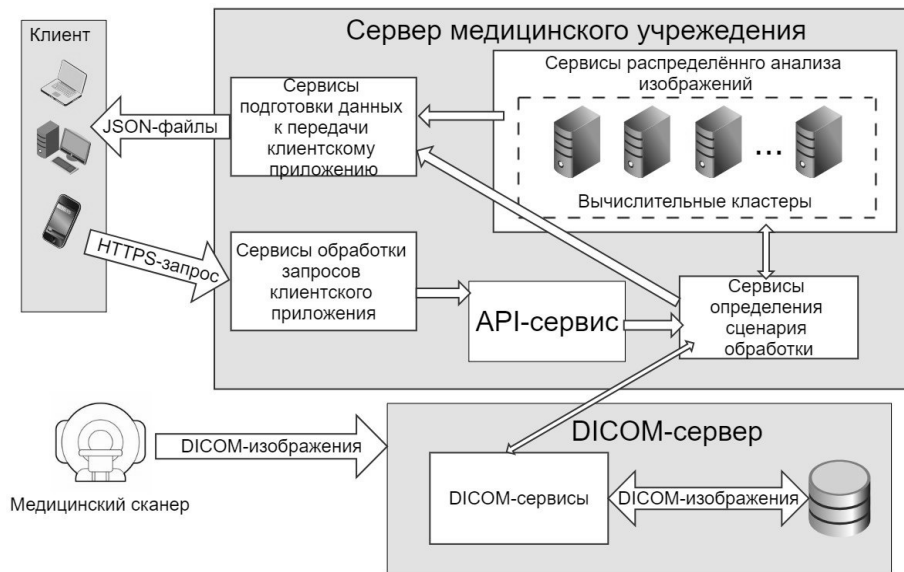 Клиент
JSON-файлы
HTTPS-запрос
Сервер медицинского учрежедения
Сервисы
подготовки данных
к передачи
клиентскому
приложению
Сервисы распределённго анализа
изображений
...
Вычислительные кластеры
Сервисы обработки
запросов
клиентского
приложения
API-сервис
Сервисы
определения
сценария
обработки
Медицинский сканер
DICOM-изображения
DICOM-сервер
DICOM-сервисы
DICOM-изображения